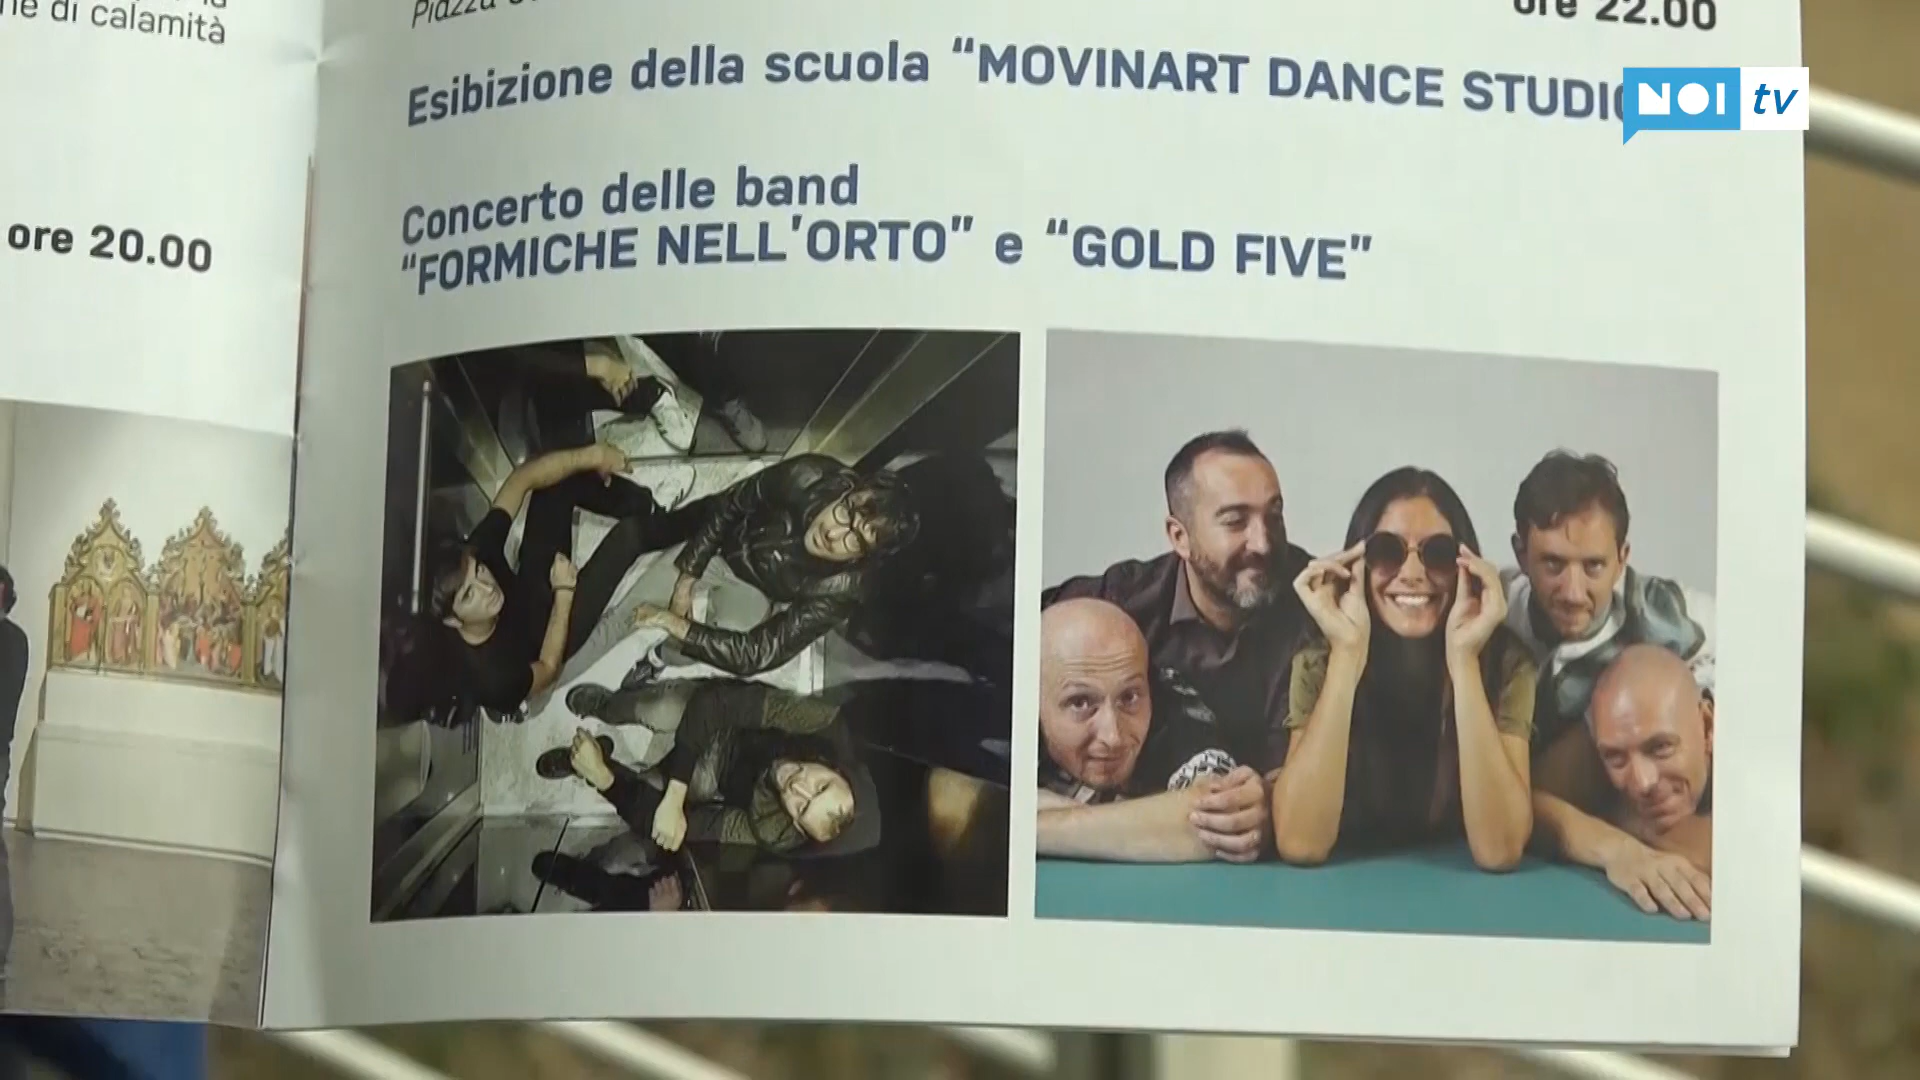 ne di calamità
ore 20.00
Piazza
ore 22.00
Esibizione della scuola “MOVINART DANCE STUDIO
Concerto delle band
“FORMICHE NELL'ORTO” e “GOLD FIVE”
NOI tv